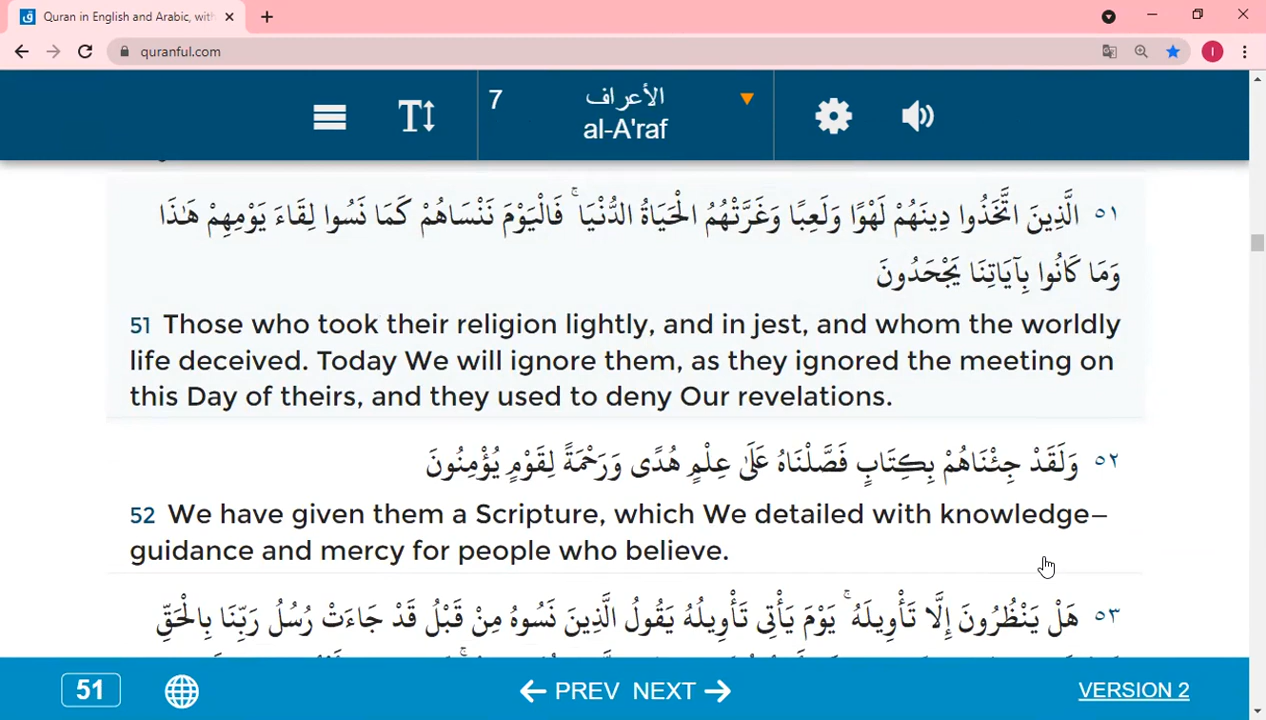 Quran in English and Arabic, with
quranful.com
7
الأعراف
al-A'raf
٥١ الَّذِينَ اتَّخَذُوا دِينَهُمْ لَهْوًا وَلَعِبًا وَغَرَّتْهُمُ الْحَيَاةُ الدُّنْيَا ۚ فَالْيَوْمَ نَنْسَاهُمْ كَمَا نَسُوا لِقَاءَ يَوْمِهِمْ هَٰذَا
وَمَا كَانُوا بِآيَاتِنَا يَجْحَدُونَ
51 Those who took their religion lightly, and in jest, and whom the worldly
life deceived. Today We will ignore them, as they ignored the meeting on
this Day of theirs, and they used to deny Our revelations.
٥٢ وَلَقَدْ جِئْنَاهُمْ بِكِتَابٍ فَصَّلْنَاهُ عَلَىٰ عِلْمٍ هُدًى وَرَحْمَةً لِقَوْمٍ يُؤْمِنُونَ
52 We have given them a Scripture, which We detailed with knowledge—
guidance and mercy for people who believe.
٥٣ هَلْ يَنْظُرُونَ إِلَّا تَأْوِيلَهُ ۚ يَوْمَ يَأْتِي تَأْوِيلُهُ يَقُولُ الَّذِينَ نَسُوهُ مِنْ قَبْلُ قَدْ جَاءَتْ رُسُلُ رَبِّنَا بِالْحَقِّ
51
PREV NEXT
VERSION 2